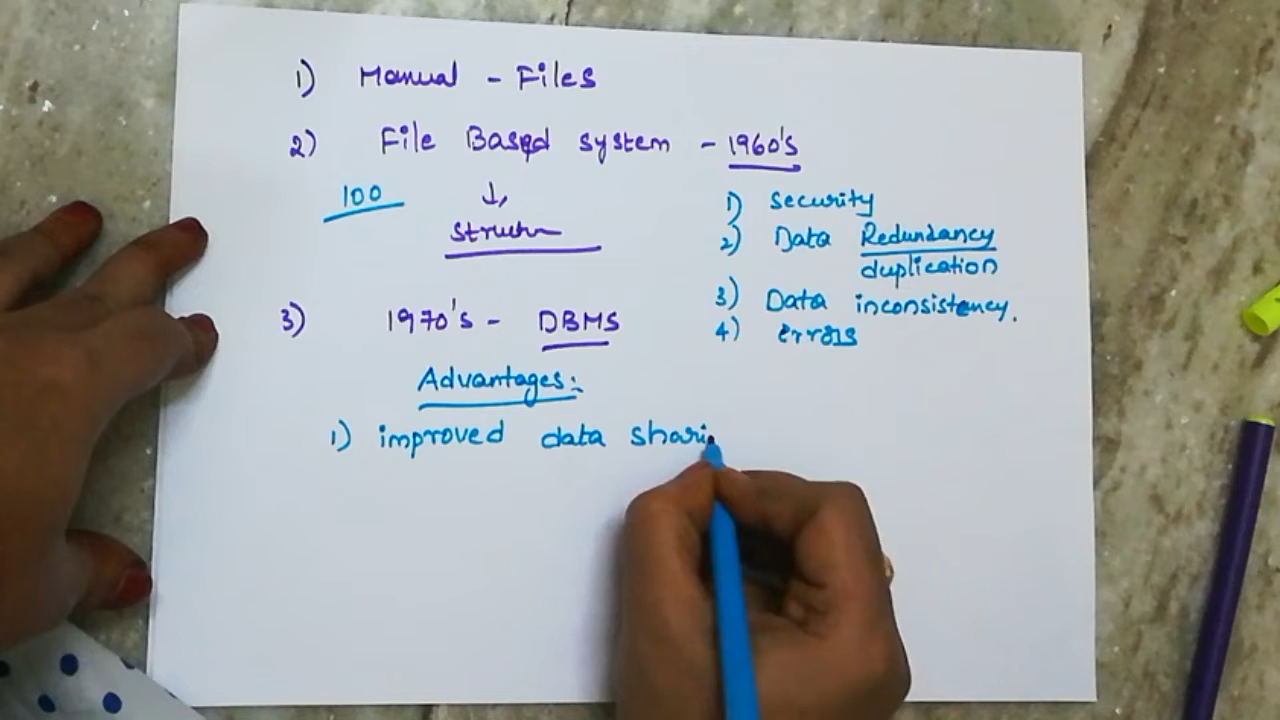 1) Manual - Files
2) File Based system - 1960's
100 ↓
1) Security
structu
2) Data Redundancy
duplication
3) Data inconsistency.
3) 1970's - DBMS
4) errors
Advantages:
1) improved data shari